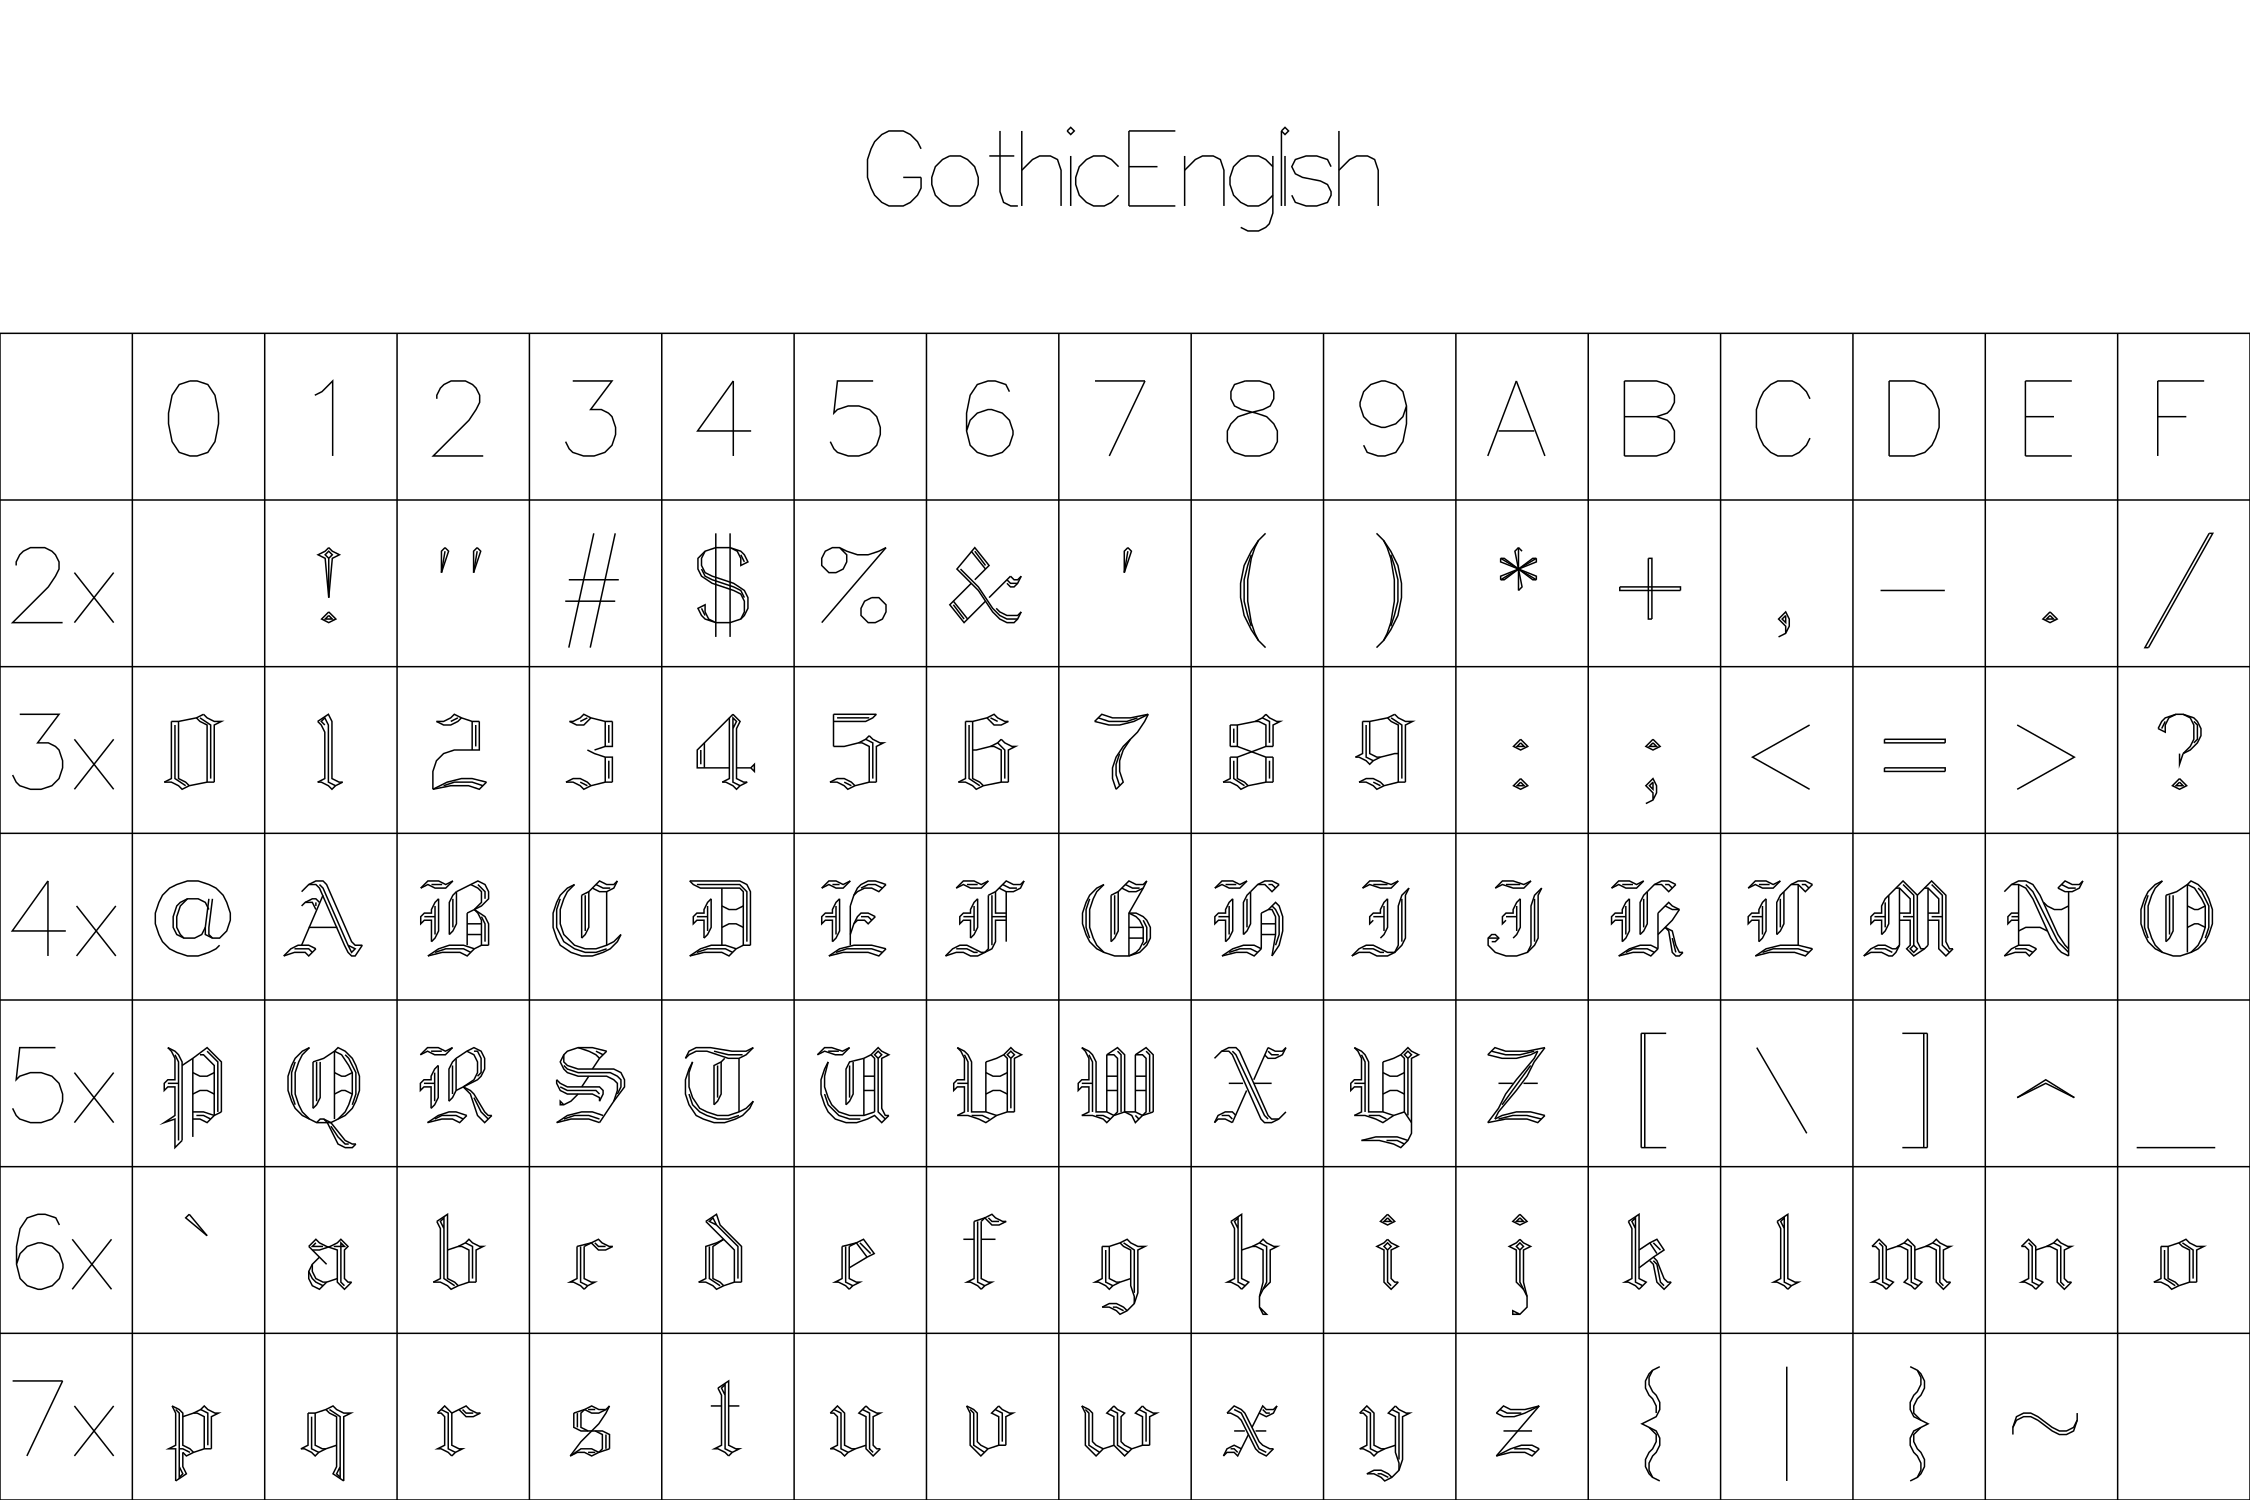 GothicEnglish
0 1 2 3 4 5 6 7 8 9 A B C D E F
2x ! " # $ % & ' ( ) * + , - . /
3x 0 1 2 3 4 5 6 7 8 9 : ; < = > ?
4x @ A B C D E F G H I J K L M N O
5x P Q R S T U V W X Y Z [ \ ] ^ _
6x ` a b c d e f g h i j k l m n o
7x p q r s t u v w x y z { | } ~